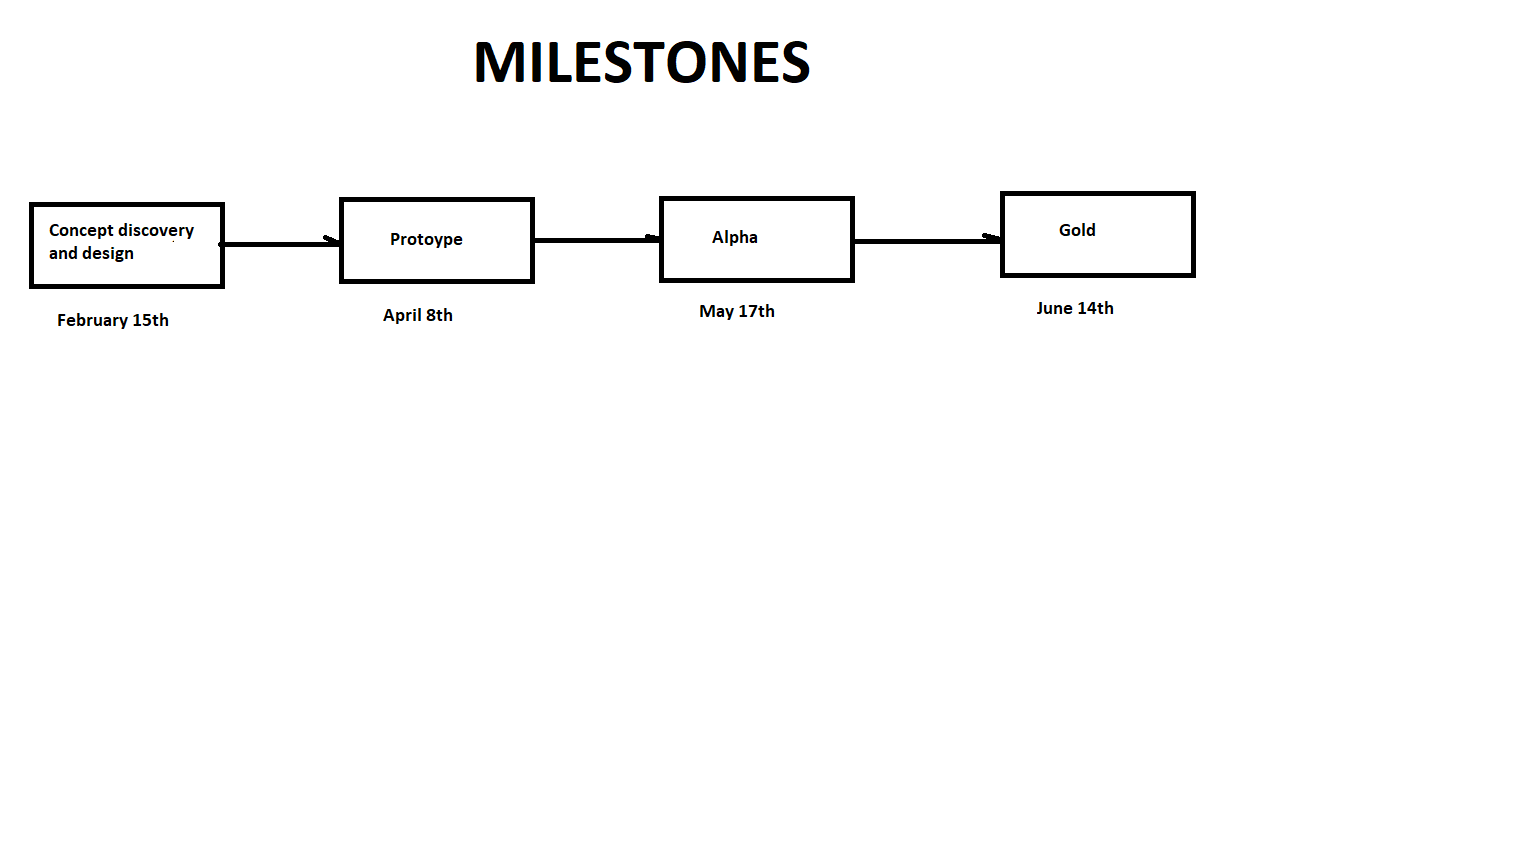 MILESTONES
Concept discovery
and design
Protoype
Alpha
Gold
February 15th
April 8th
May 17th
June 14th